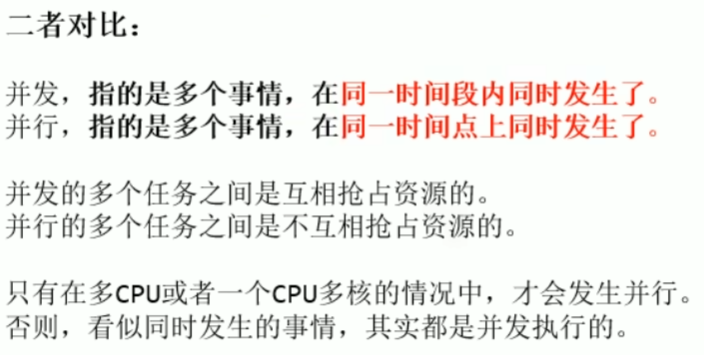 二者对比：
并发，指的是多个事情，在同一时间段内同时发生了。
并行，指的是多个事情，在同一时间点上同时发生了。
并发的多个任务之间是互相抢占资源的。
并行的多个任务之间是不互相抢占资源的。
只有在多CPU或者一个CPU多核的情况中，才会发生并行。
否则，看似同时发生的事情，其实都是并发执行的。